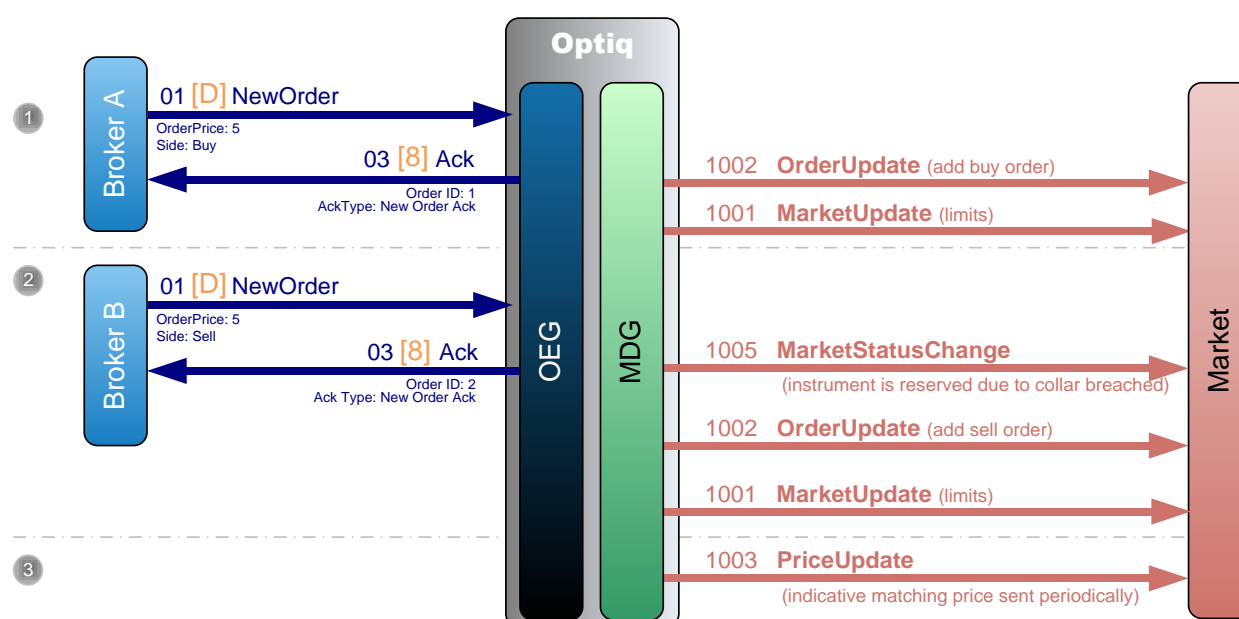 Optiq
1
Broker A
01 [D] NewOrder
OrderPrice: 5
Side: Buy
03 [8] Ack
Order ID: 1
AckType: New Order Ack
1002 OrderUpdate (add buy order)
1001 MarketUpdate (limits)
2
Broker B
01 [D] NewOrder
OrderPrice: 5
Side: Sell
03 [8] Ack
Order ID: 2
Ack Type: New Order Ack
OEG
MDG
1005 MarketStatusChange
(instrument is reserved due to collar breached)
Market
1002 OrderUpdate (add sell order)
1001 MarketUpdate (limits)
3
1003 PriceUpdate
(indicative matching price sent periodically)